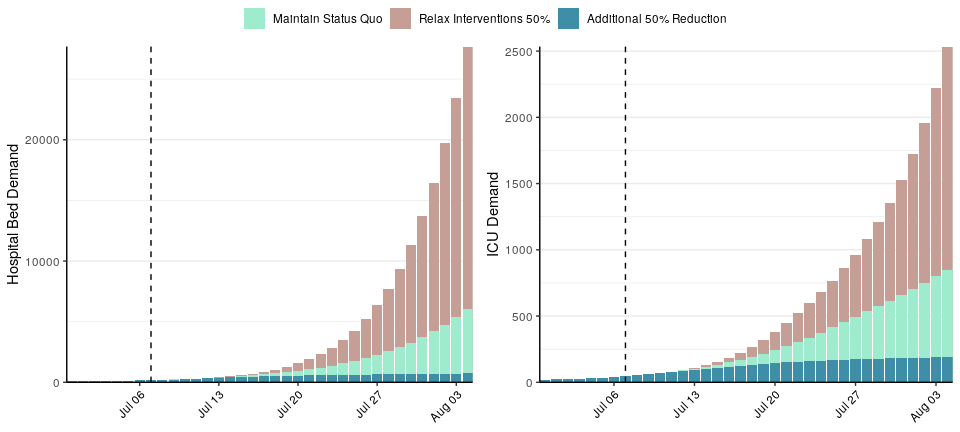 Maintain Status Quo Relax Interventions 50% Additional 50% Reduction
Hospital Bed Demand
20000
10000
0
Jul 06 Jul 13 Jul 20 Jul 27 Aug 03
ICU Demand
2500
2000
1500
1000
500
0
Jul 06 Jul 13 Jul 20 Jul 27 Aug 03